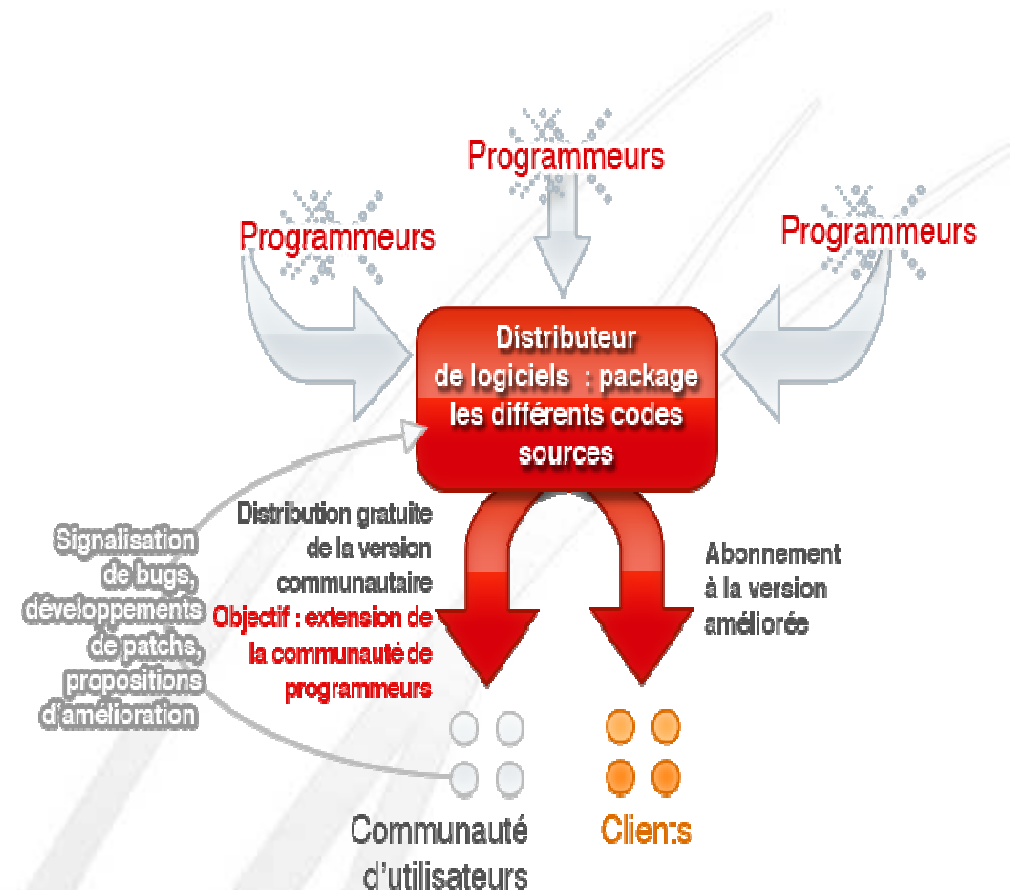 Programmeurs
Programmeurs
Programmeurs
Distributeur
de logiciels : package
les différents codes
sources
Distribution gratuite
de la version
communautaire
Objectif : extension de
la communauté de
programmeurs
Abonnement
à la version
améliorée
Signalisation
de bugs,
développements
de patchs,
propositions
d'amélioration
Communauté
d'utilisateurs
Clients